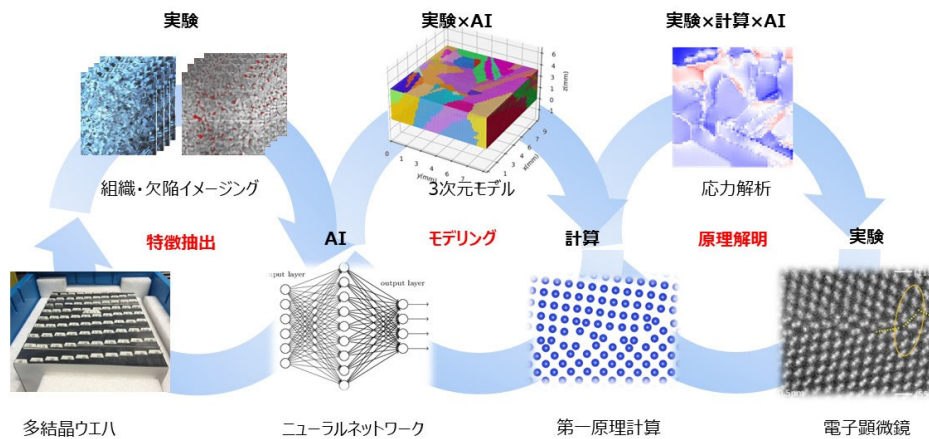 実験
実験×AI
実験×計算×AI
組織・欠陥イメージング
3次元モデル
応力解析
特徴抽出
AI
モデリング
計算
原理解明
実験
output layer
多結晶ウエハ
ニューラルネットワーク
第一原理計算
電子顕微鏡
y(mm)
x(mm)
z(mm)